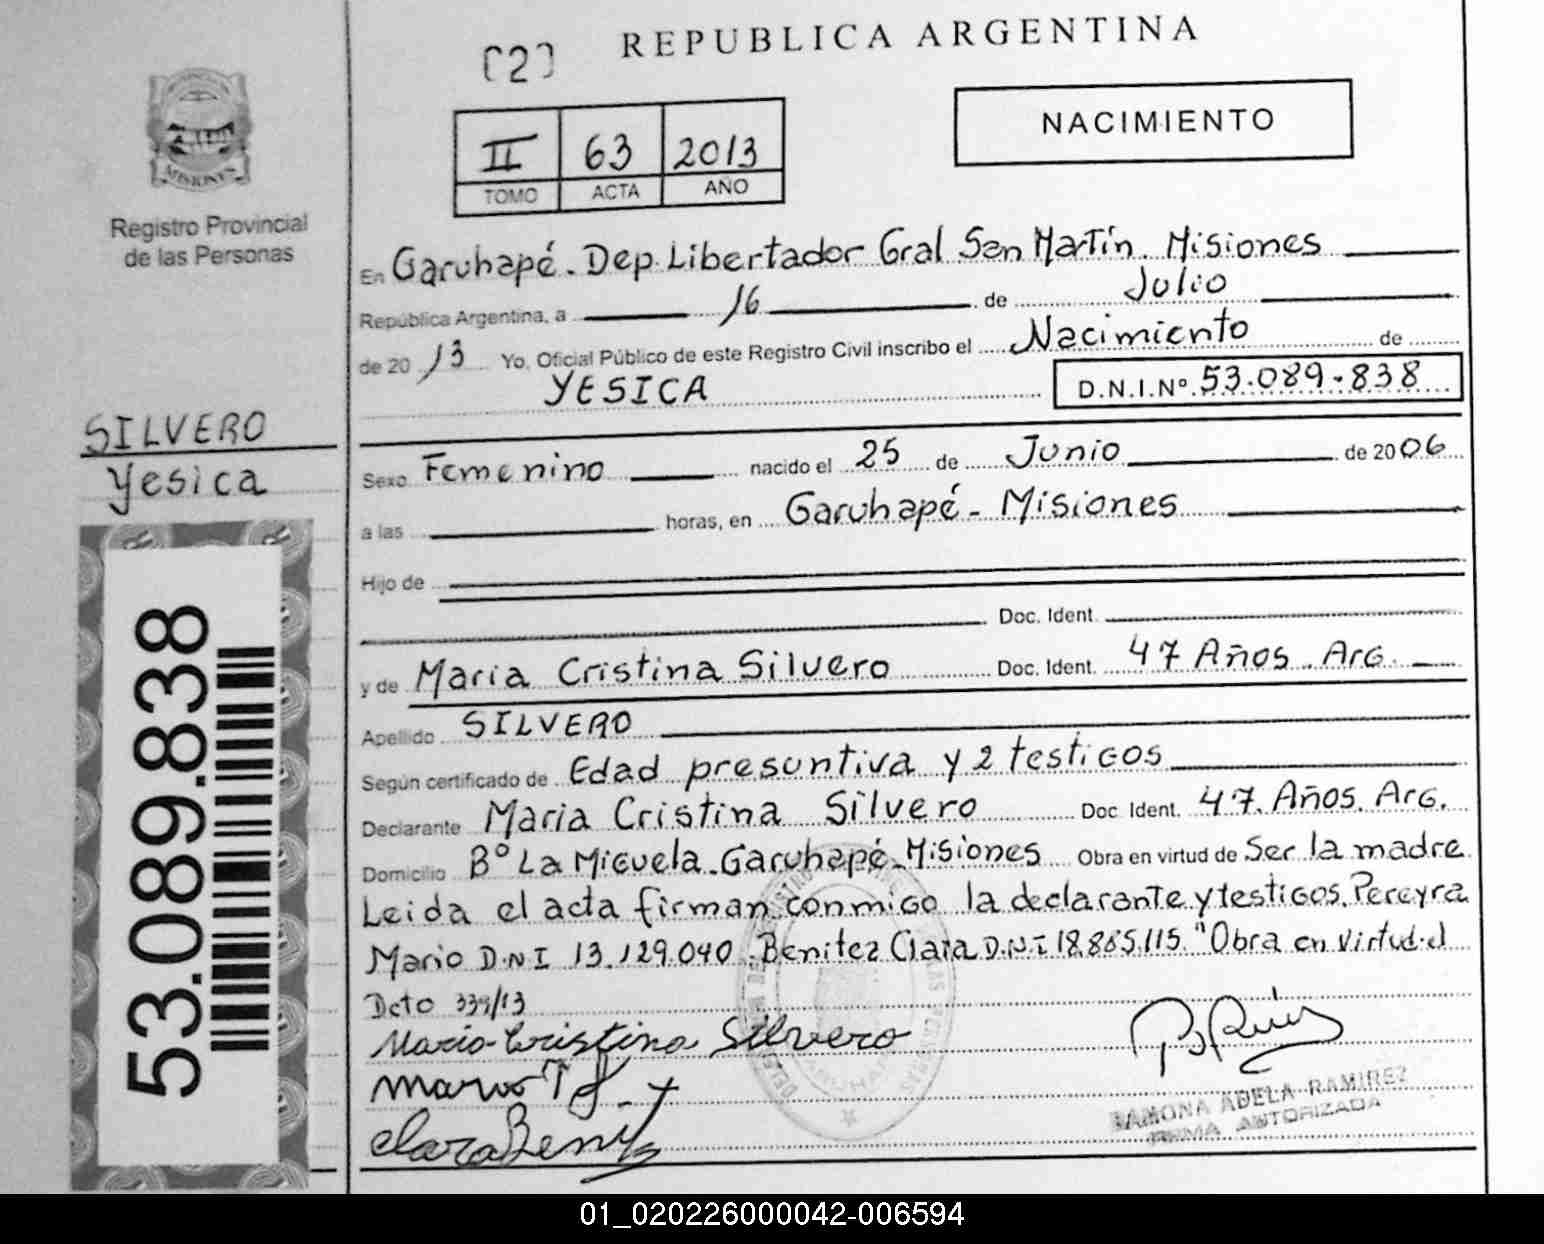 [2]
REPUBLICA ARGENTINA
NACIMIENTO
II 63 2013
TOMO ACTA AÑO
MISIONES
Registro Provincial
de las Personas
SILVERO
Yesica
53.089.838
En Garuhapé. Dep. Libertador Gral San Martín. Misiones
República Argentina, a 16 de Julio
de 20 13 Yo, Oficial Público de este Registro Civil inscribo el Nacimiento de
YESICA D.N.I.Nº 53.089.838
Sexo Femenino nacido el 25 de Junio de 2006
a las horas, en Garuhapé - Misiones
Hijo de
Doc. Ident.
y de Maria Cristina Silvero Doc. Ident. 47 Años. Arg.
Apellido SILVERO
Según certificado de Edad presuntiva y 2 testigos
Declarante Maria Cristina Silvero Doc. Ident. 47. Años. Arg.
Domicilio Bº La Miguela. Garuhapé. Misiones Obra en virtud de Ser la madre
Leida el acta firman conmigo la declarante y testigos. Pereyra
Mario D.N.I 13.129.040. Benitez Clara D.N.I 18.865.115. "Obra en Virtud el
Dcto 339/13
Maria Cristina Silvero
Clara Benitez
RAMONA ADELA RAMIREZ
FIRMA AUTORIZADA
01_020226000042-006594